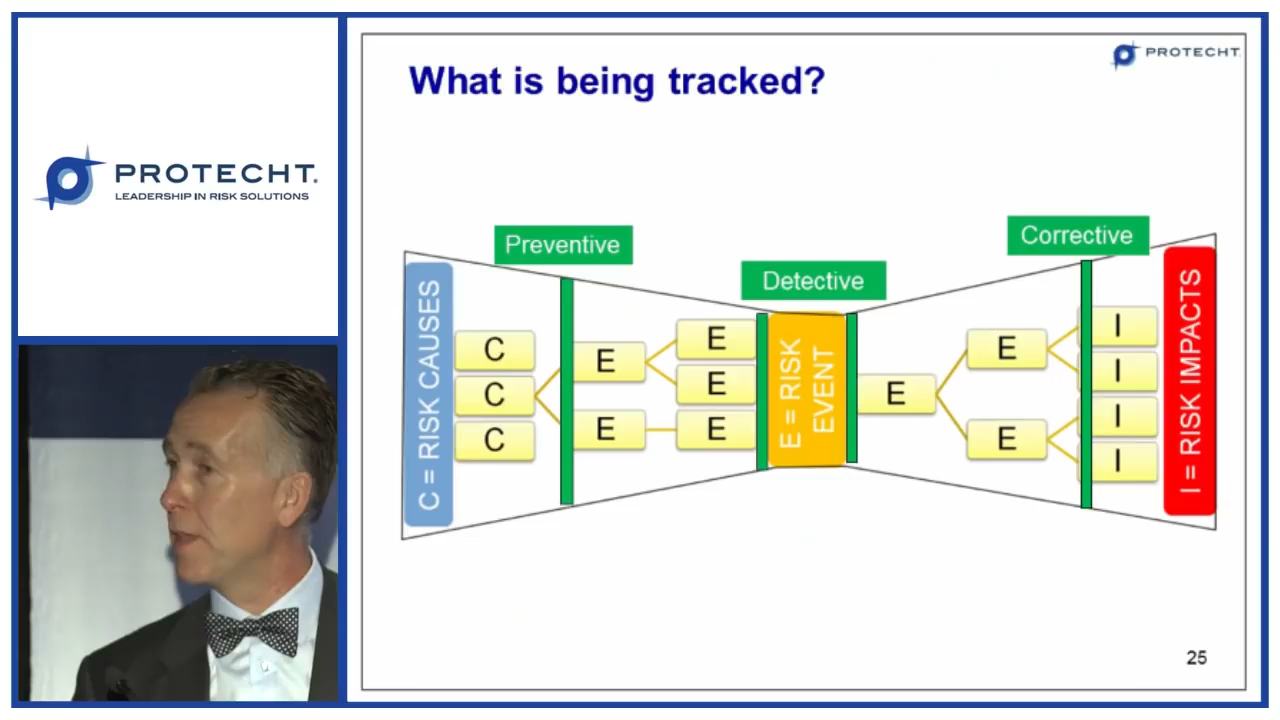 PROTECHT.
LEADERSHIP IN RISK SOLUTIONS
PROTECHT
What is being tracked?
Preventive
Detective
Corrective
C = RISK CAUSES
C
C
C
E
E
E
E
E
E = RISK
EVENT
E
E
E
I
I
I
I
I = RISK IMPACTS
25